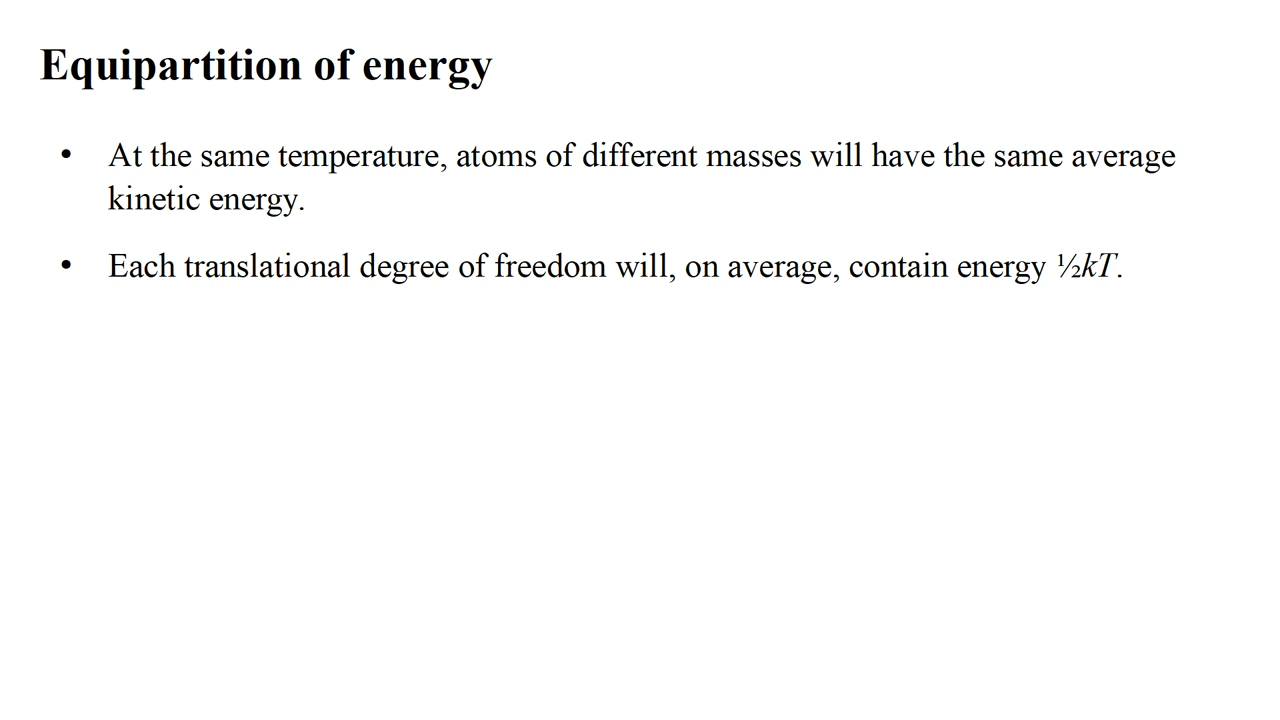 Equipartition of energy
• At the same temperature, atoms of different masses will have the same average
kinetic energy.
• Each translational degree of freedom will, on average, contain energy ½kT.